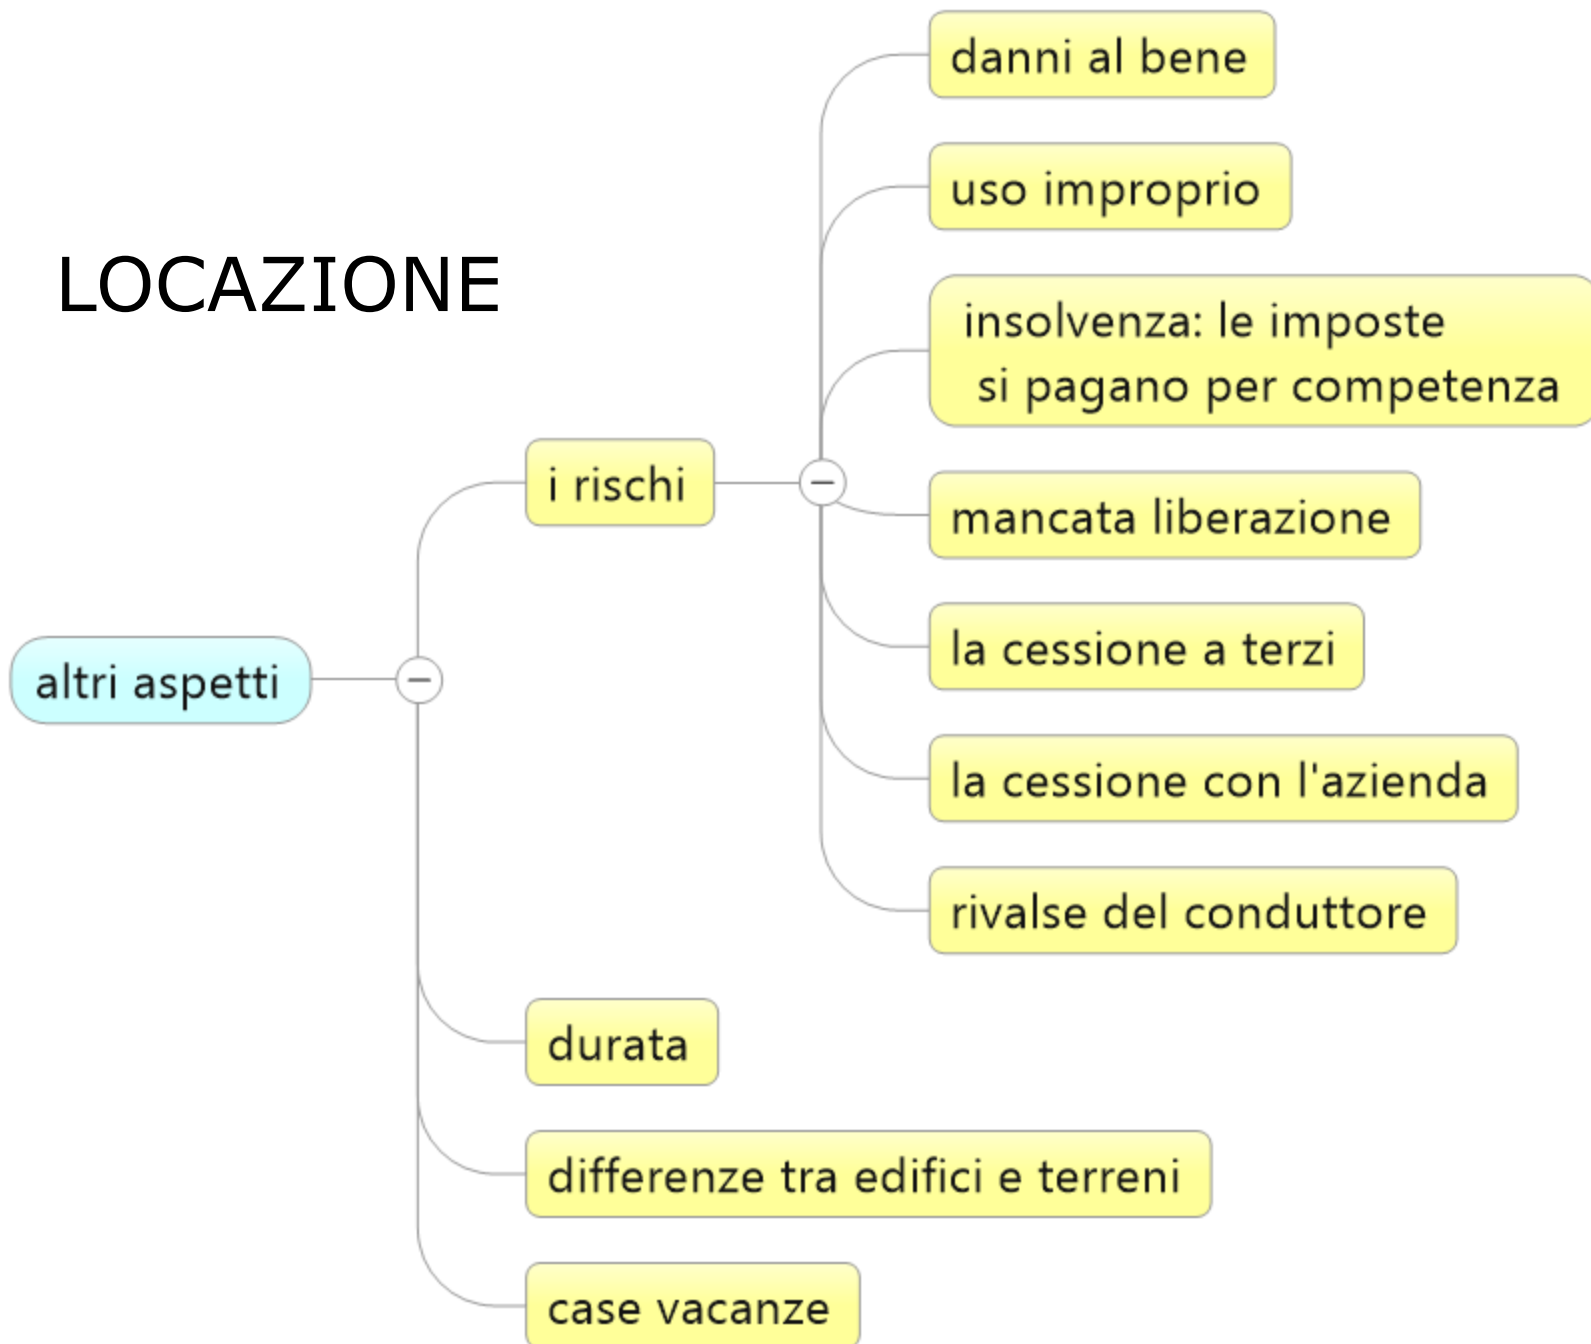 LOCAZIONE
altri aspetti
i rischi
danni al bene
uso improprio
insolvenza: le imposte
si pagano per competenza
mancata liberazione
la cessione a terzi
la cessione con l'azienda
rivalse del conduttore
durata
differenze tra edifici e terreni
case vacanze